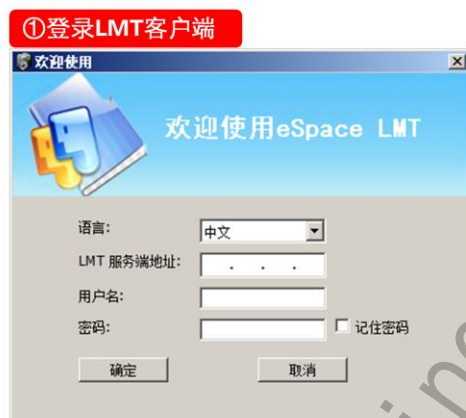 ①登录LMT客户端
欢迎使用
欢迎使用eSpace LMT
语言:
中文
LMT 服务端地址:
. . .
用户名:
密码:
记住密码
确定 取消